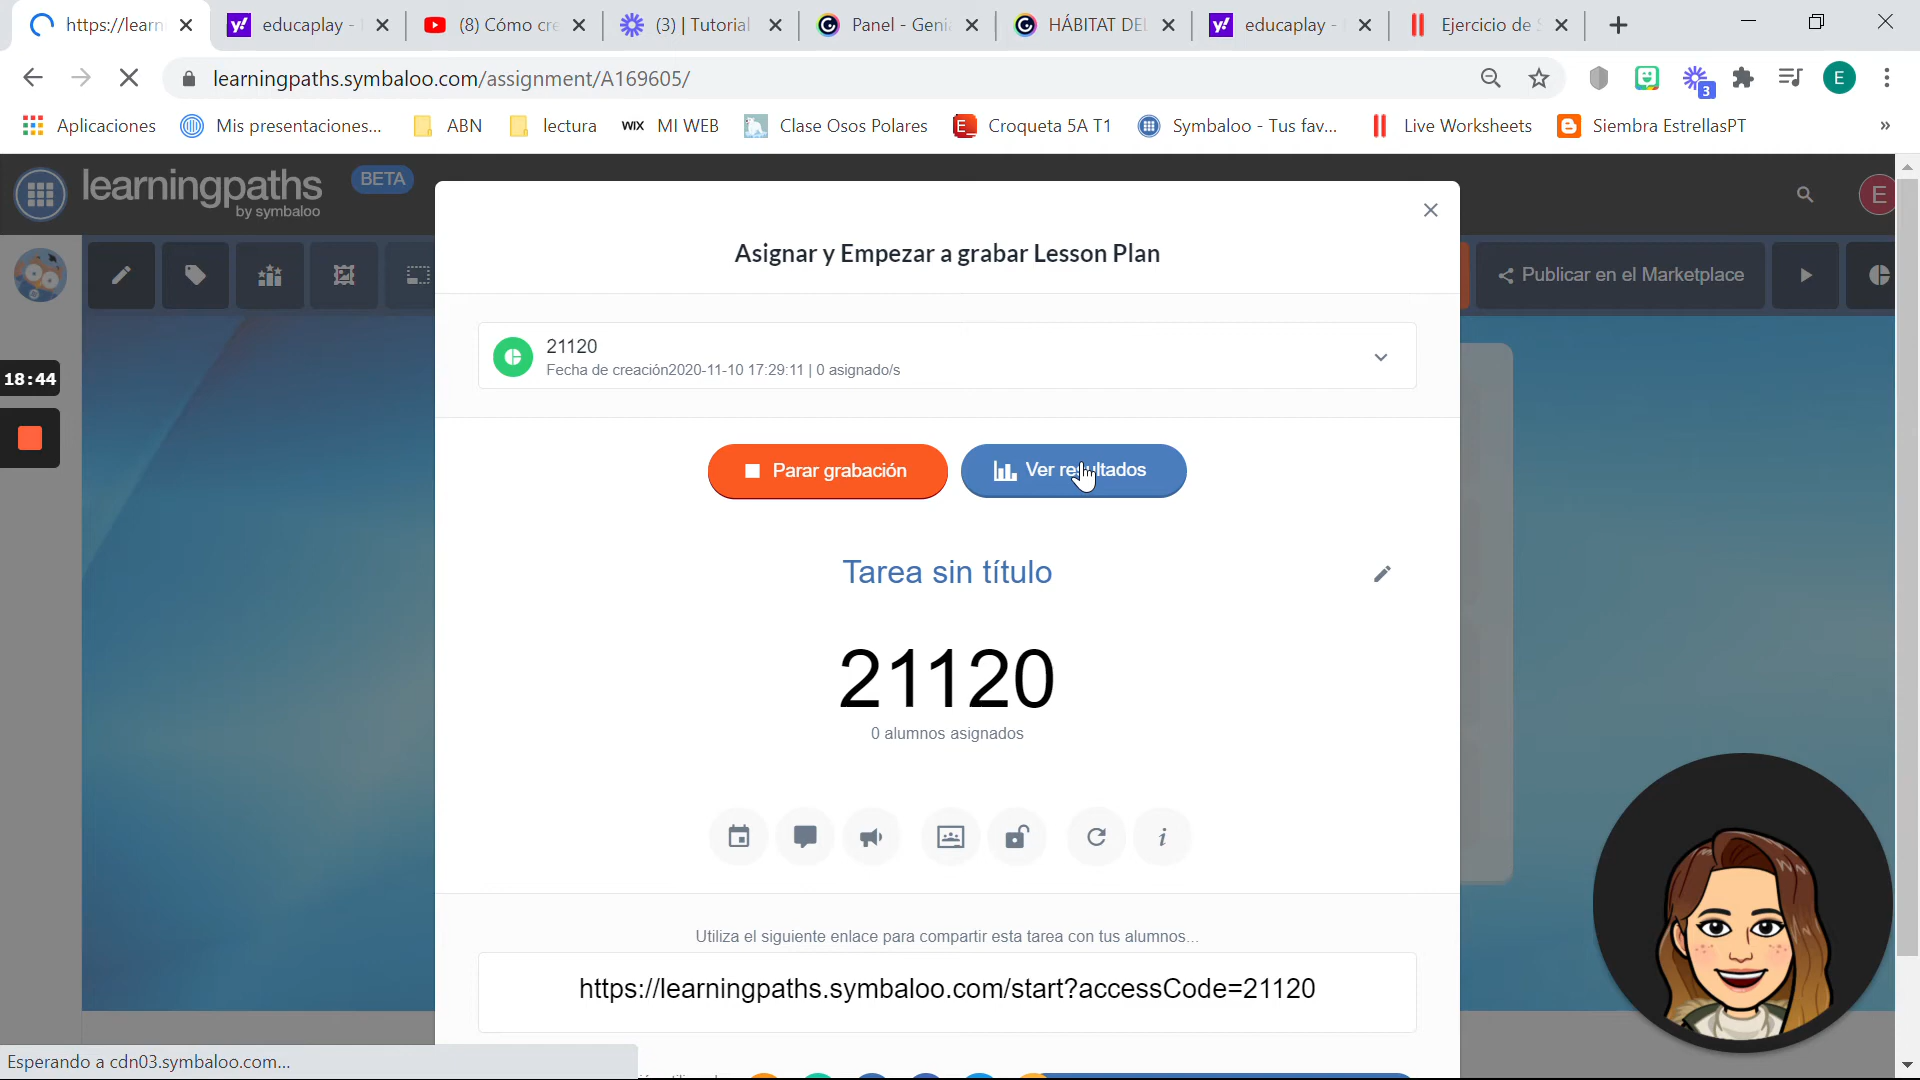 https://learn
educaplay -
(8) Cómo cre
(3) | Tutorial
Panel - Genia
HÁBITAT DEL
educaplay -
Ejercicio de S
learningpaths.symbaloo.com/assignment/A169605/
E
3
Aplicaciones
Mis presentaciones...
ABN
lectura
WIX MI WEB
Clase Osos Polares
Croqueta 5A T1
Symbaloo - Tus fav...
Live Worksheets
Siembra EstrellasPT
»
learningpaths
by symbaloo
BETA
E
Asignar y Empezar a grabar Lesson Plan
Publicar en el Marketplace
21120
Fecha de creación2020-11-10 17:29:11 | 0 asignado/s
18:44
Parar grabación
Ver resultados
Tarea sin título
21120
0 alumnos asignados
i
Utiliza el siguiente enlace para compartir esta tarea con tus alumnos...
https://learningpaths.symbaloo.com/start?accessCode=21120
Esperando a cdn03.symbaloo.com...